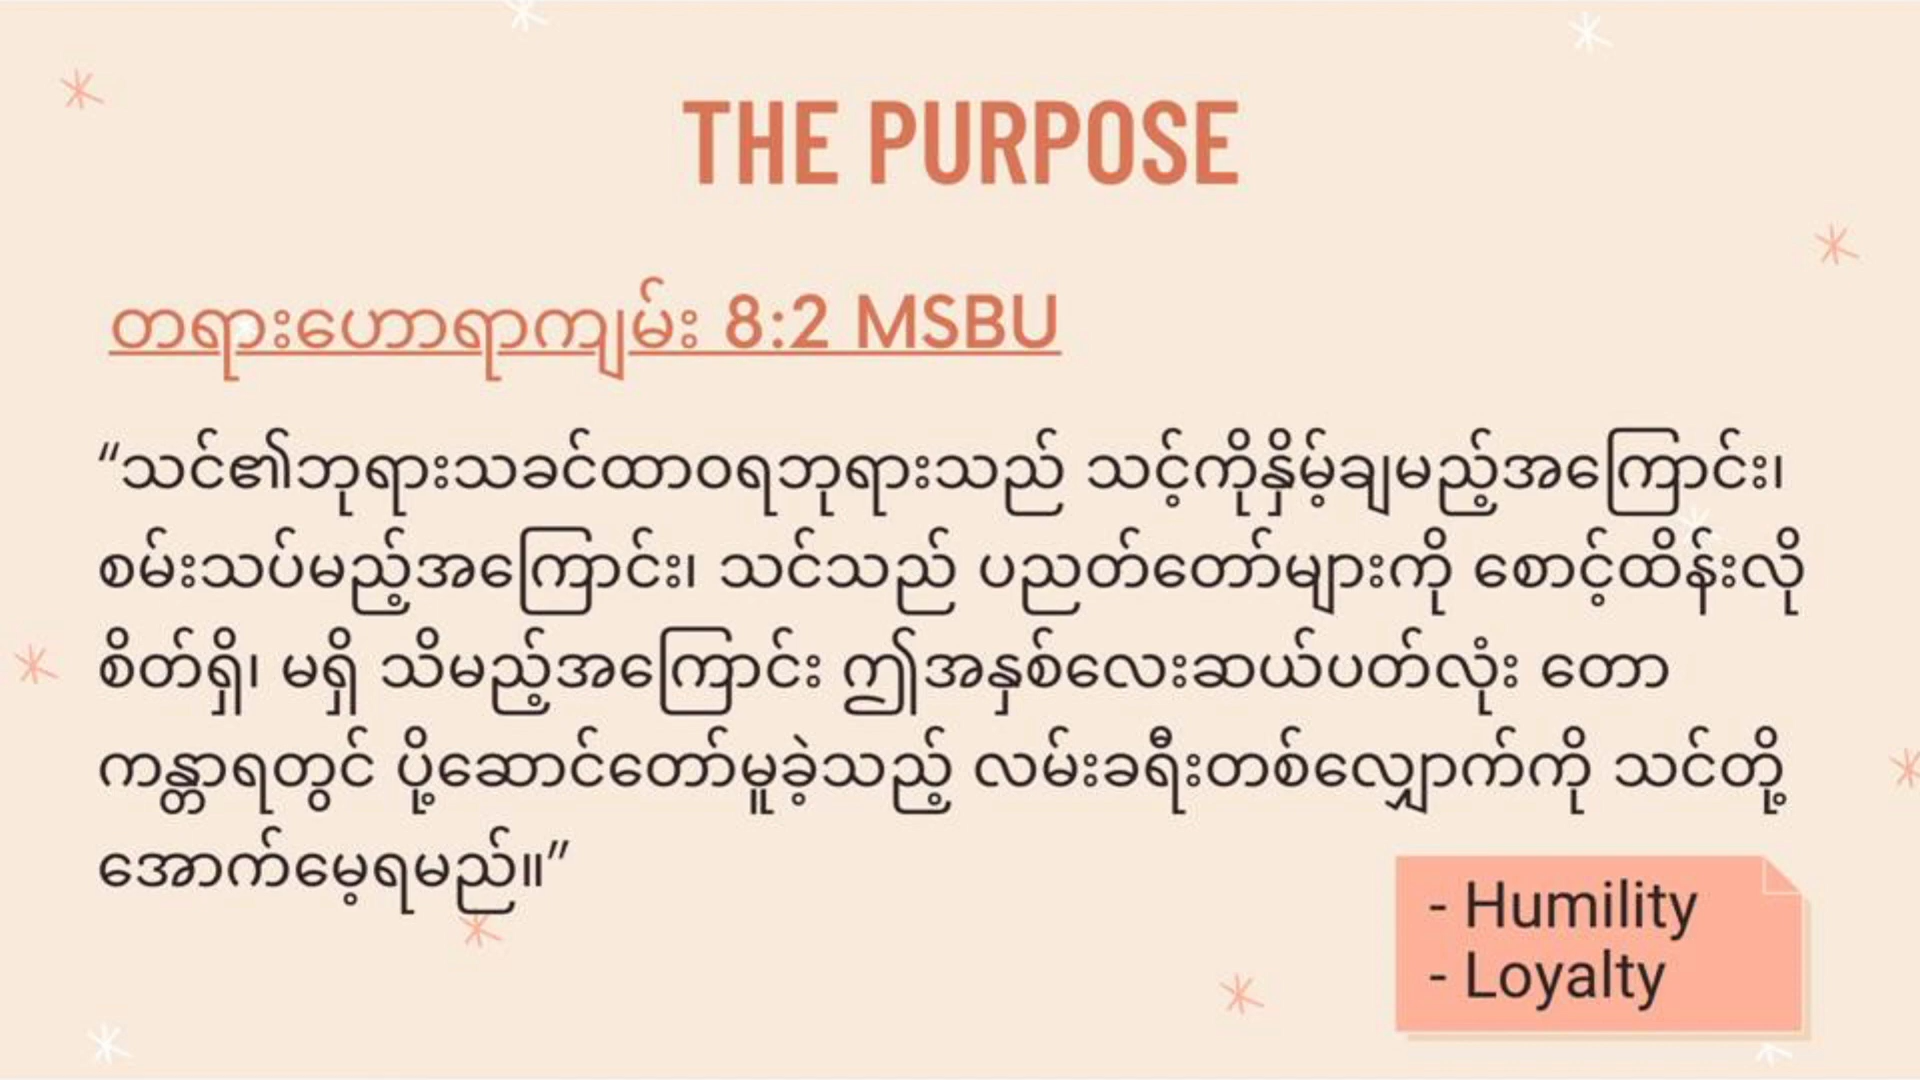 THE PURPOSE
တရားဟောရာကျမ်း 8:2 MSBU
“သင်၏ဘုရားသခင်ထာဝရဘုရားသည် သင့်ကိုနှိမ့်ချမည့်အကြောင်း၊
စမ်းသပ်မည့်အကြောင်း၊ သင်သည် ပညတ်တော်များကို စောင့်ထိန်းလို
စိတ်ရှိ၊ မရှိ သိမည့်အကြောင်း ဤအနှစ်လေးဆယ်ပတ်လုံး တော
ကန္တာရတွင် ပို့ဆောင်တော်မူခဲ့သည့် လမ်းခရီးတစ်လျှောက်ကို သင်တို့
အောက်မေ့ရမည်။”
- Humility
- Loyalty